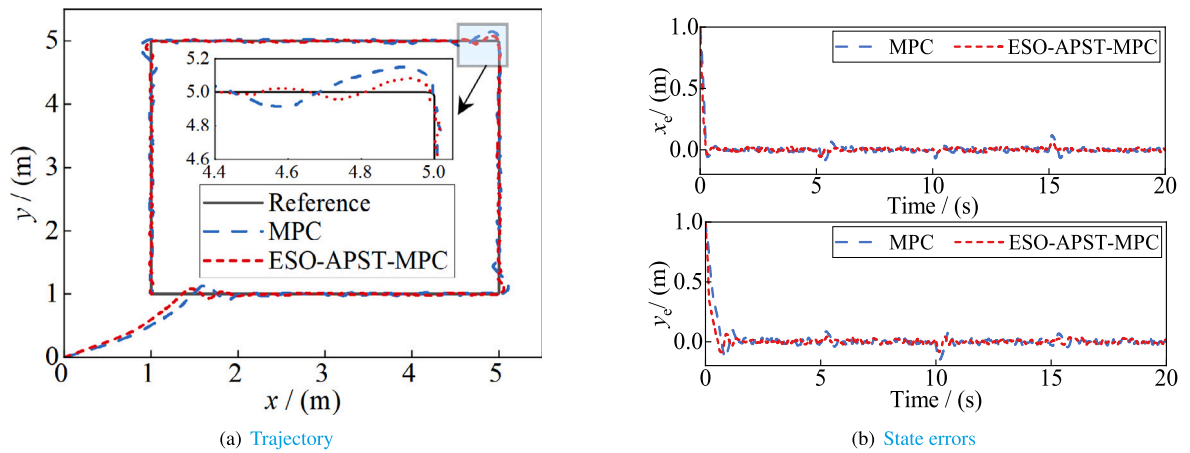 5
4
3
2
1
0
y / (m)
5.2
5.0
4.8
4.6
4.4
4.6
4.8
5.0
Reference
MPC
ESO-APST-MPC
0
1
2
3
4
5
x / (m)
(a) Trajectory
1.0
0.5
0.0
xe/ (m)
MPC
ESO-APST-MPC
0
5
10
15
20
Time / (s)
1.0
0.5
0.0
ye/ (m)
MPC
ESO-APST-MPC
0
5
10
15
20
Time / (s)
(b) State errors